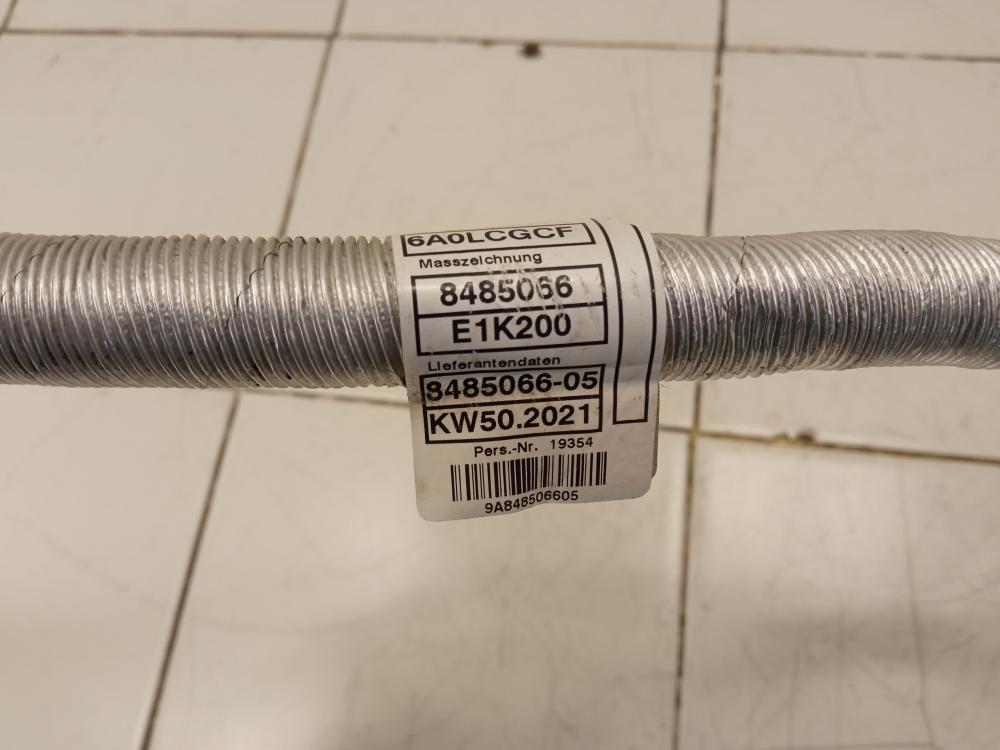 6A0LCGCF
Masszeichnung
8485066
E1K200
Lieferantendaten
8485066-05
KW50.2021
Pers.-Nr. 19354
9A848506605